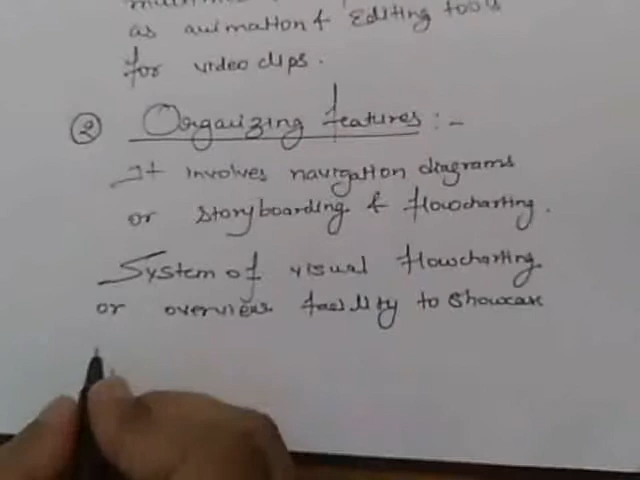 as animation & Editing tools
for video clips.
② Organizing features :-
It involves navigation diagrams
or storyboarding & flowcharting.
System of visual flowcharting
or overview facility to showcase